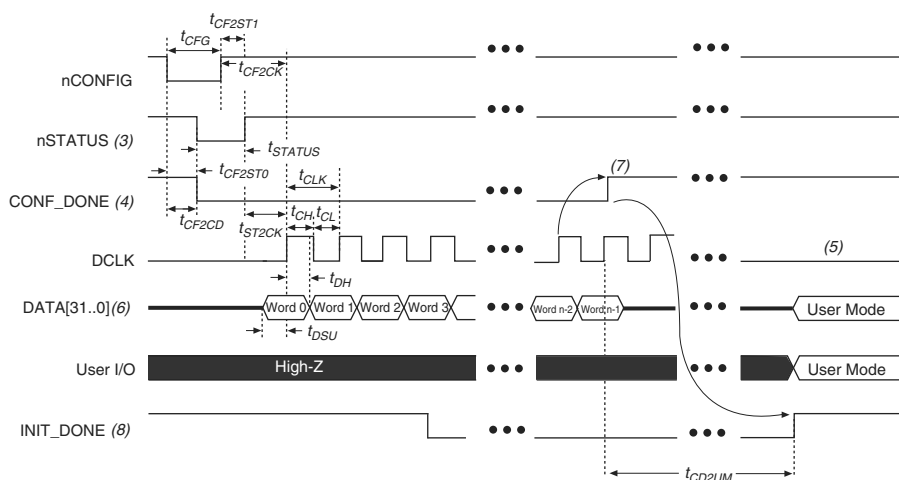 tCF2ST1
tCFG
tCF2CK
nCONFIG
nSTATUS (3)
tSTATUS
tCF2ST0
tCLK
(7)
CONF_DONE (4)
tCF2CD
tST2CK
tCH
tCL
DCLK
(5)
tDH
DATA[31..0](6)
Word 0
Word 1
Word 2
Word 3
Word n-2
Word n-1
User Mode
tDSU
User I/O
High-Z
User Mode
INIT_DONE (8)
tCD2UM